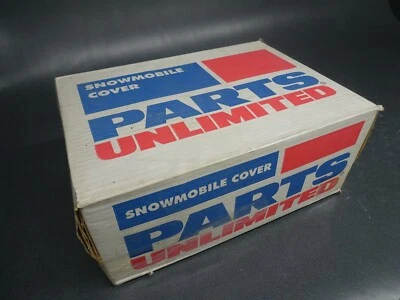 SNOWMOBILE
COVER
PARTS
UNLIMITED
SNOWMOBILE COVER
PARTS
UNLIMITED